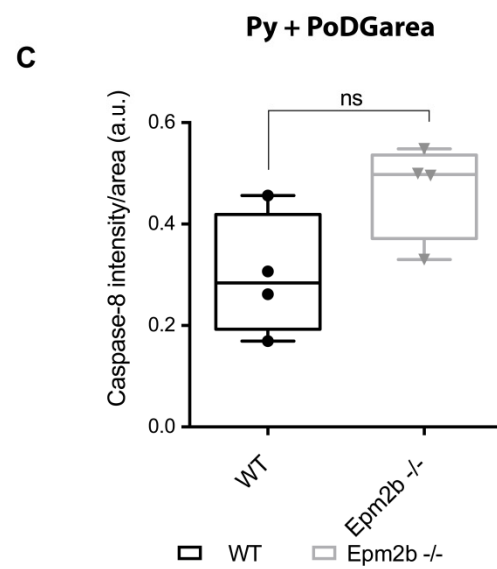 Py + PoDGarea
C
ns
Caspase-8 intensity/area (a.u.)
0.6
0.4
0.2
0.0
WT
Epm2b -/-
WT
Epm2b -/-